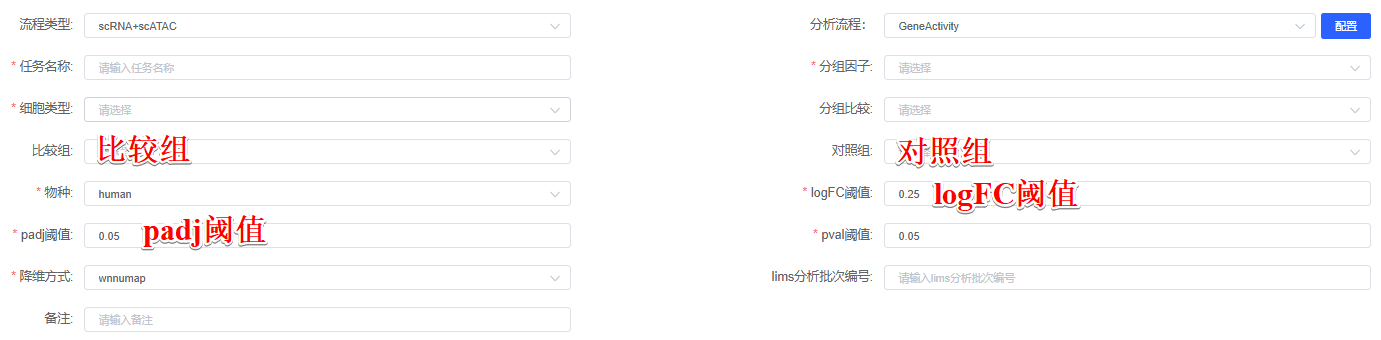 流程类型: scRNA+scATAC 分析流程: GeneActivity 配置
* 任务名称: 请输入任务名称 * 分组因子: 请选择
* 细胞类型: 请选择 分组比较: 请选择
比较组: 比较组 对照组: 对照组
* 物种: human * logFC阈值: 0.25 logFC阈值
* padj阈值: 0.05 padj阈值 * pval阈值: 0.05
* 降维方式: wnnumap lims分析批次编号: 请输入lims分析批次编号
备注: 请输入备注